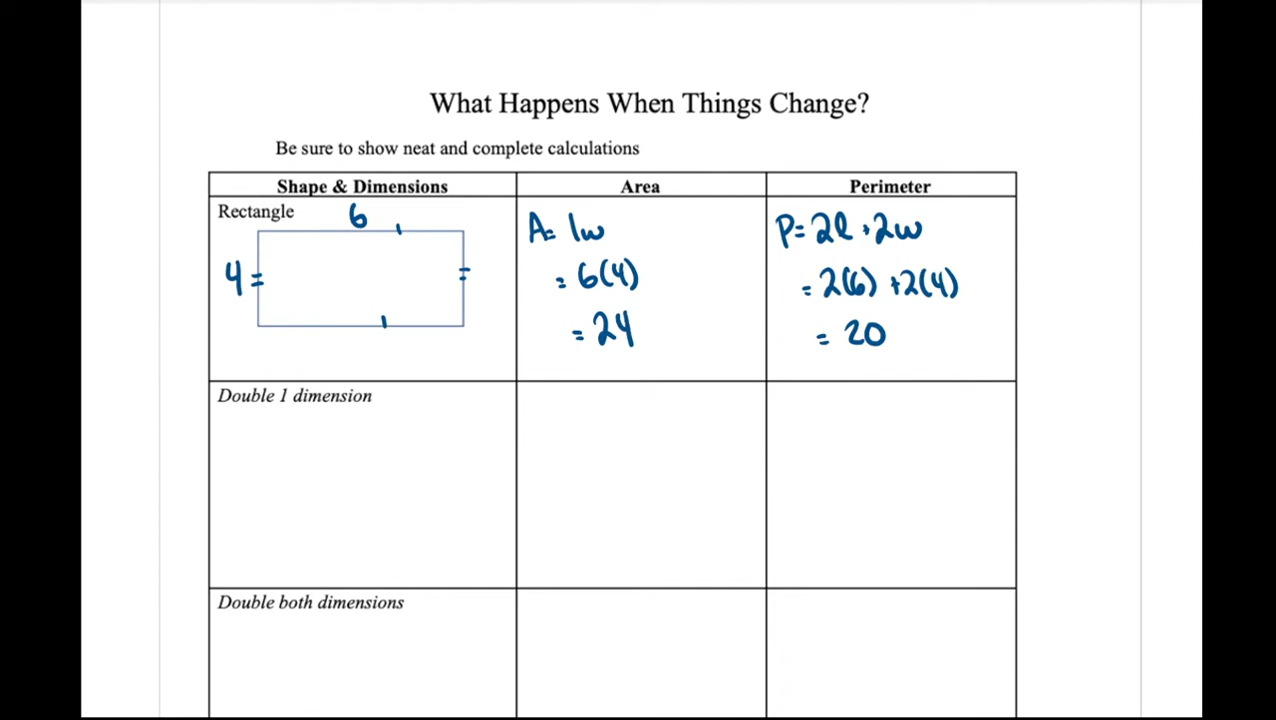 What Happens When Things Change?
Be sure to show neat and complete calculations
Shape & Dimensions
Area
Perimeter
Rectangle
6
4
A= lw
= 6(4)
= 24
P= 2l + 2w
= 2(6) + 2(4)
= 20
Double 1 dimension
Double both dimensions